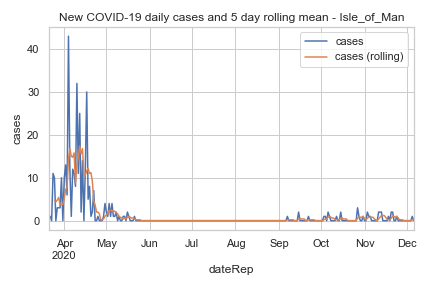 New COVID-19 daily cases and 5 day rolling mean - Isle_of_Man
cases
cases (rolling)
cases
40
30
20
10
0
Apr May Jun Jul Aug Sep Oct Nov Dec
2020
dateRep